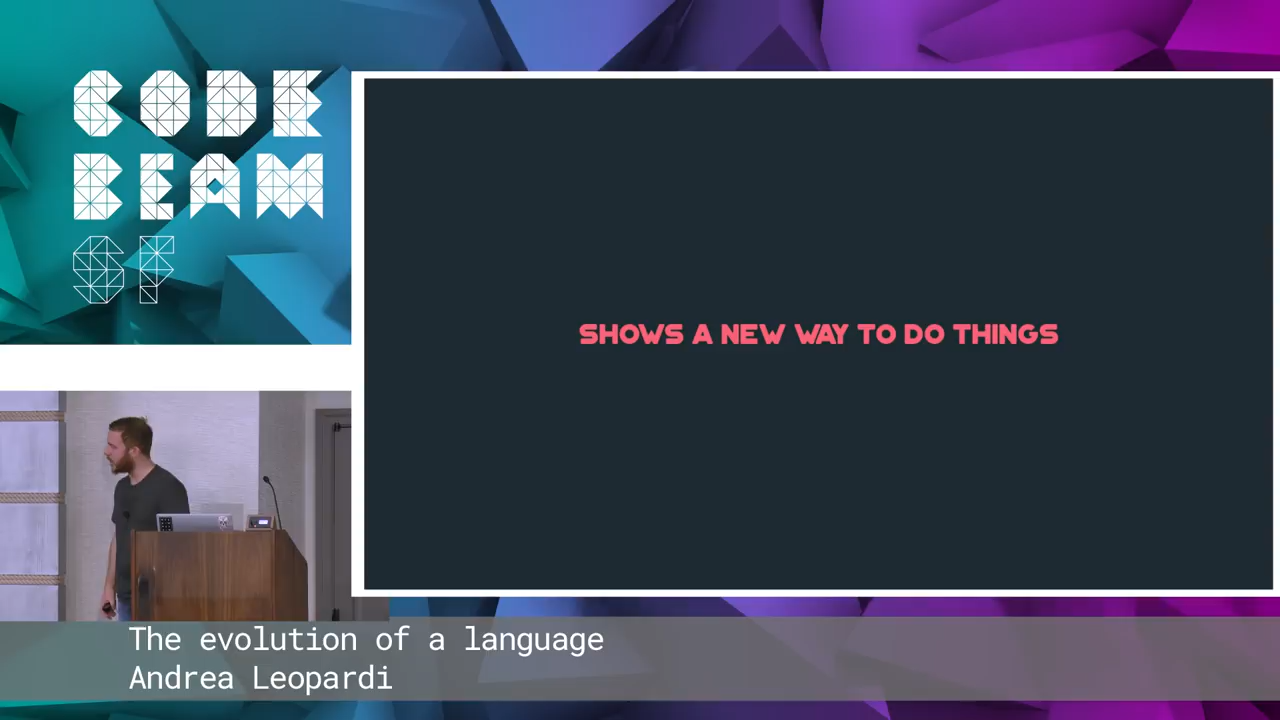 CODE
BEAM
SF
SHOWS A NEW WAY TO DO THINGS
The evolution of a language
Andrea Leopardi